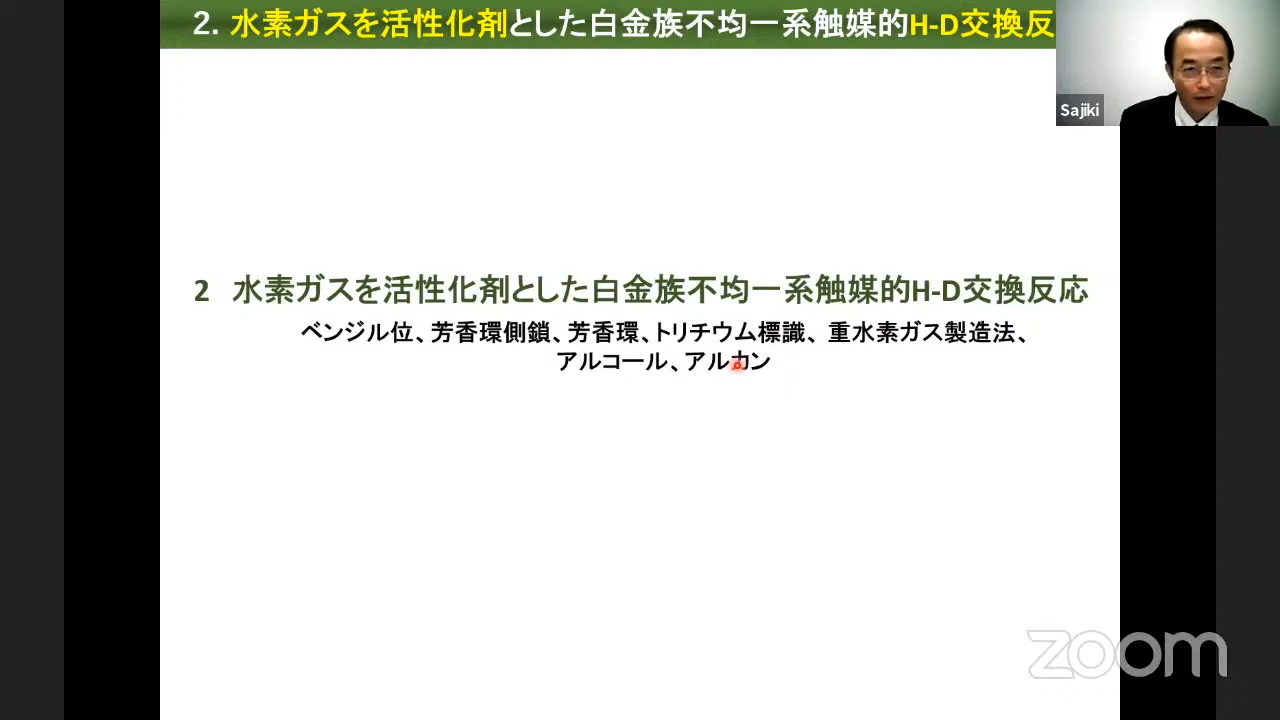 2. 水素ガスを活性化剤とした白金族不均一系触媒的H-D交換反
Sajiki
2 水素ガスを活性化剤とした白金族不均一系触媒的H-D交換反応
ベンジル位、芳香環側鎖、芳香環、トリチウム標識、重水素ガス製造法、
アルコール、アルカン
zoom